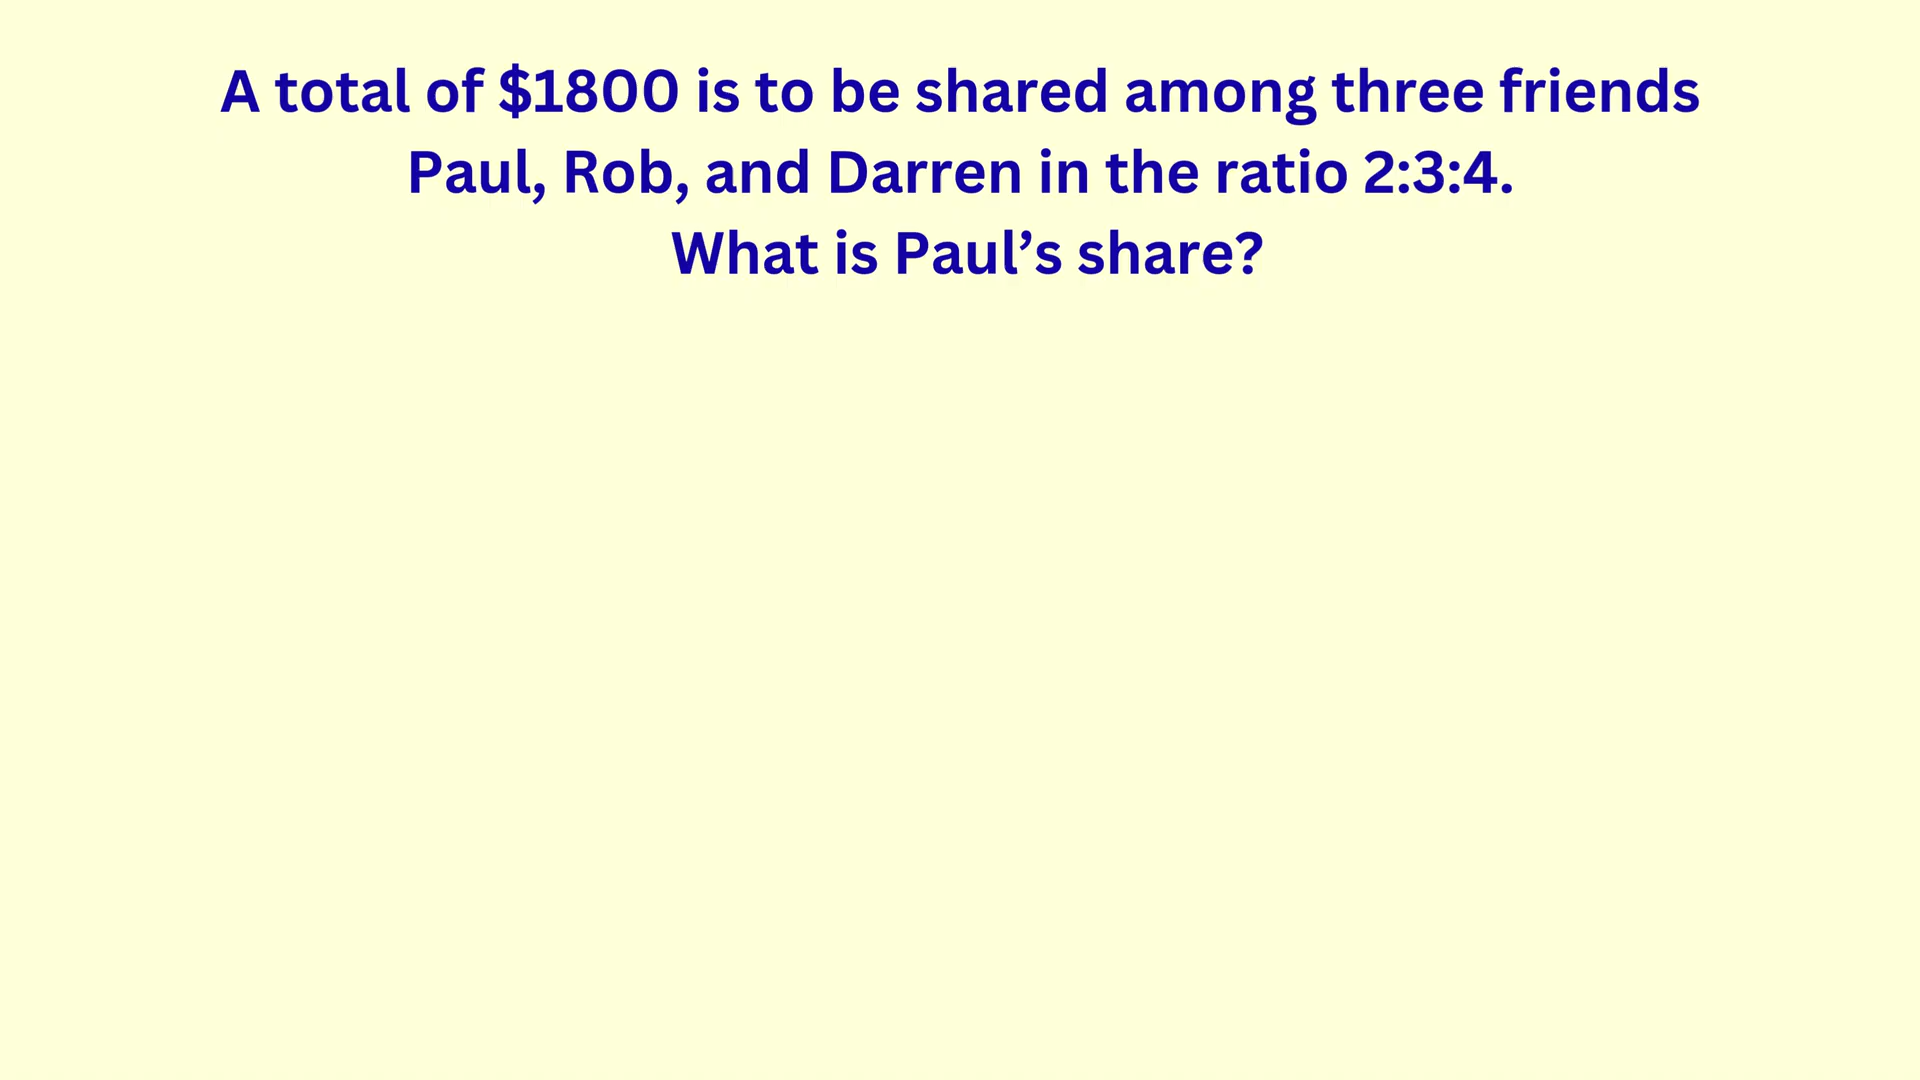 A total of $1800 is to be shared among three friends
Paul, Rob, and Darren in the ratio 2:3:4.
What is Paul’s share?